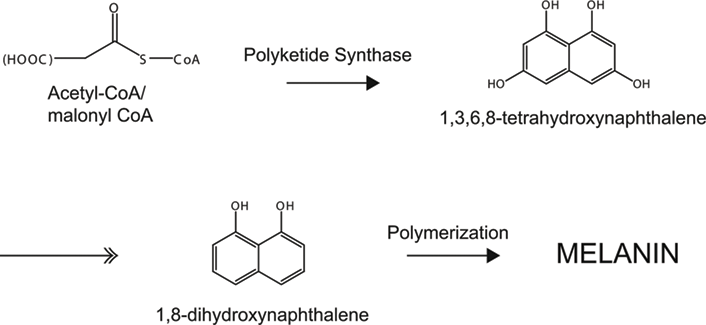 O
(HOOC)
S
CoA
Acetyl-CoA/
malonyl CoA
Polyketide Synthase
OH OH
HO
OH
1,3,6,8-tetrahydroxynaphthalene
OH OH
1,8-dihydroxynaphthalene
Polymerization
MELANIN